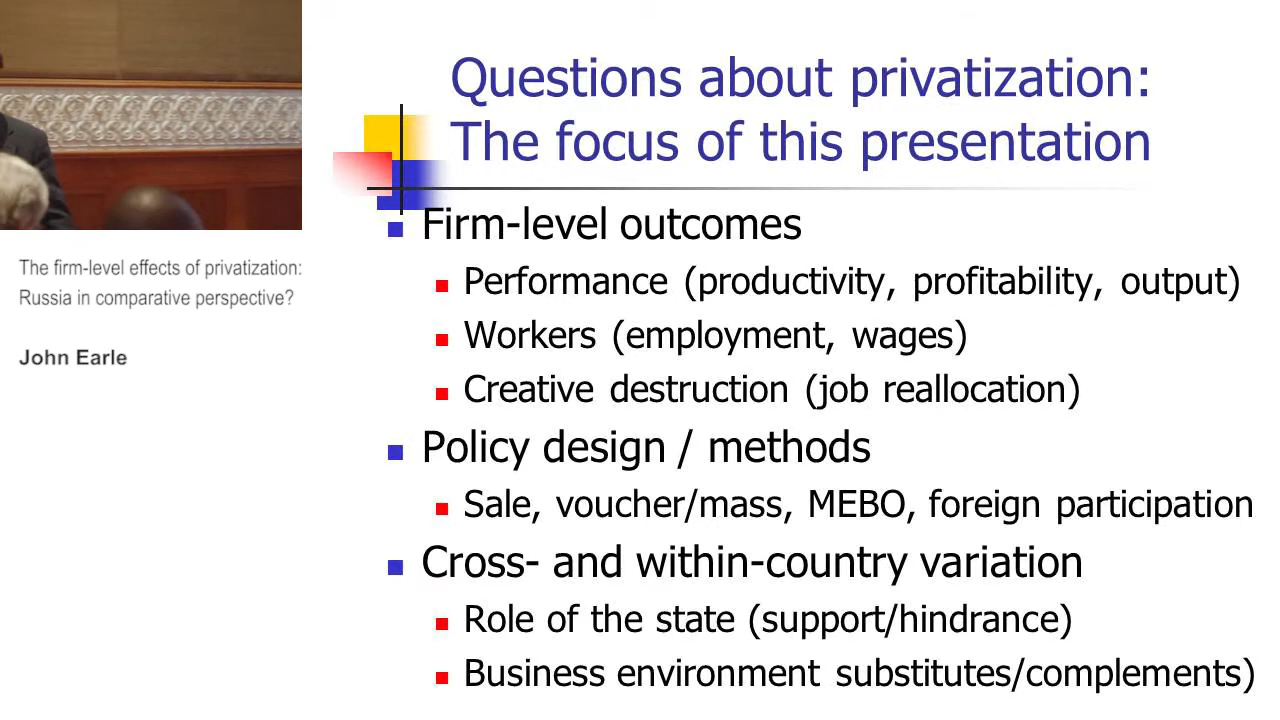 Questions about privatization:
The focus of this presentation
Firm-level outcomes
Performance (productivity, profitability, output)
Workers (employment, wages)
Creative destruction (job reallocation)
Policy design / methods
Sale, voucher/mass, MEBO, foreign participation
Cross- and within-country variation
Role of the state (support/hindrance)
Business environment substitutes/complements)
The firm-level effects of privatization:
Russia in comparative perspective?
John Earle